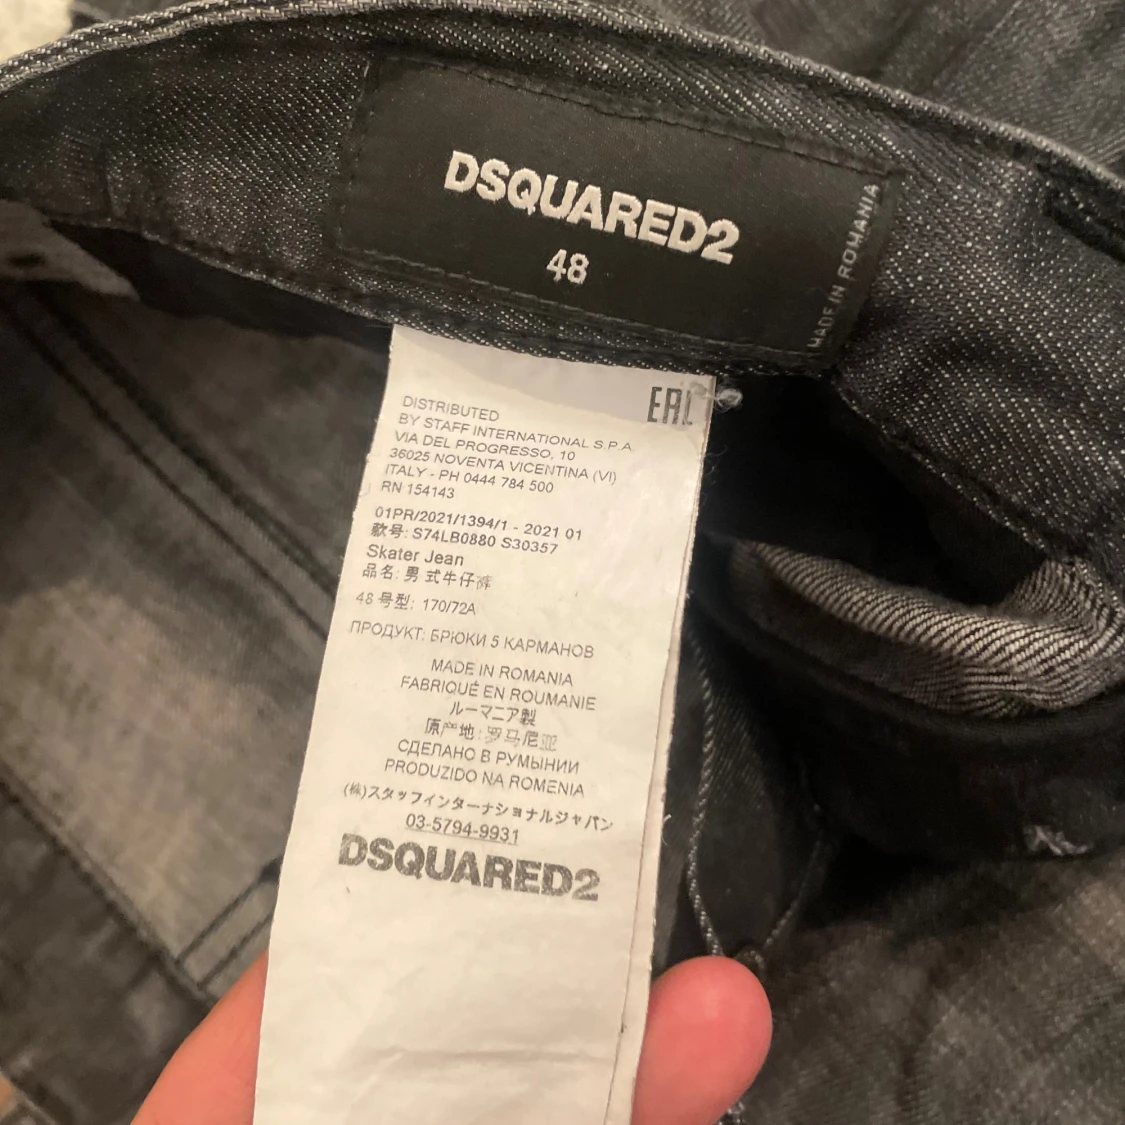 DSQUARED2
48
MADE IN ROMANIA
EAC
DISTRIBUTED
BY STAFF INTERNATIONAL S.P.A.
VIA DEL PROGRESSO, 10
36025 NOVENTA VICENTINA (VI)
ITALY - PH 0444 784 500
RN 154143
01PR/2021/1394/1 - 2021 01
款号: S74LB0880 S30357
Skater Jean
品名: 男 式牛仔裤
48 号型: 170/72A
ПРОДУКТ: БРЮКИ 5 КАРМАНОВ
MADE IN ROMANIA
FABRIQUÉ EN ROUMANIE
ルーマニア製
原产地: 罗马尼亚
СДЕЛАНО В РУМЫНИИ
PRODUZIDO NA ROMENIA
(株)スタッフインターナショナルジャパン
03-5794-9931
DSQUARED2